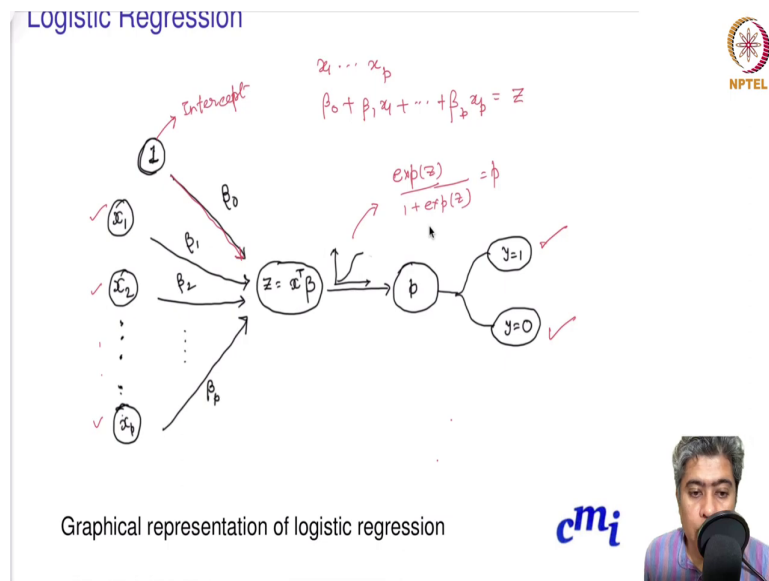 Logistic Regression
NPTEL
x₁ ... xₚ
Intercept
β₀ + β₁x₁ + ... + βₚxₚ = Z
1
exp(z)
1 + exp(z)
= p
β₀
x₁
β₁
y=1
x₂
β₂
z = xᵀβ
p
y=0
βₚ
xₚ
Graphical representation of logistic regression
cmi